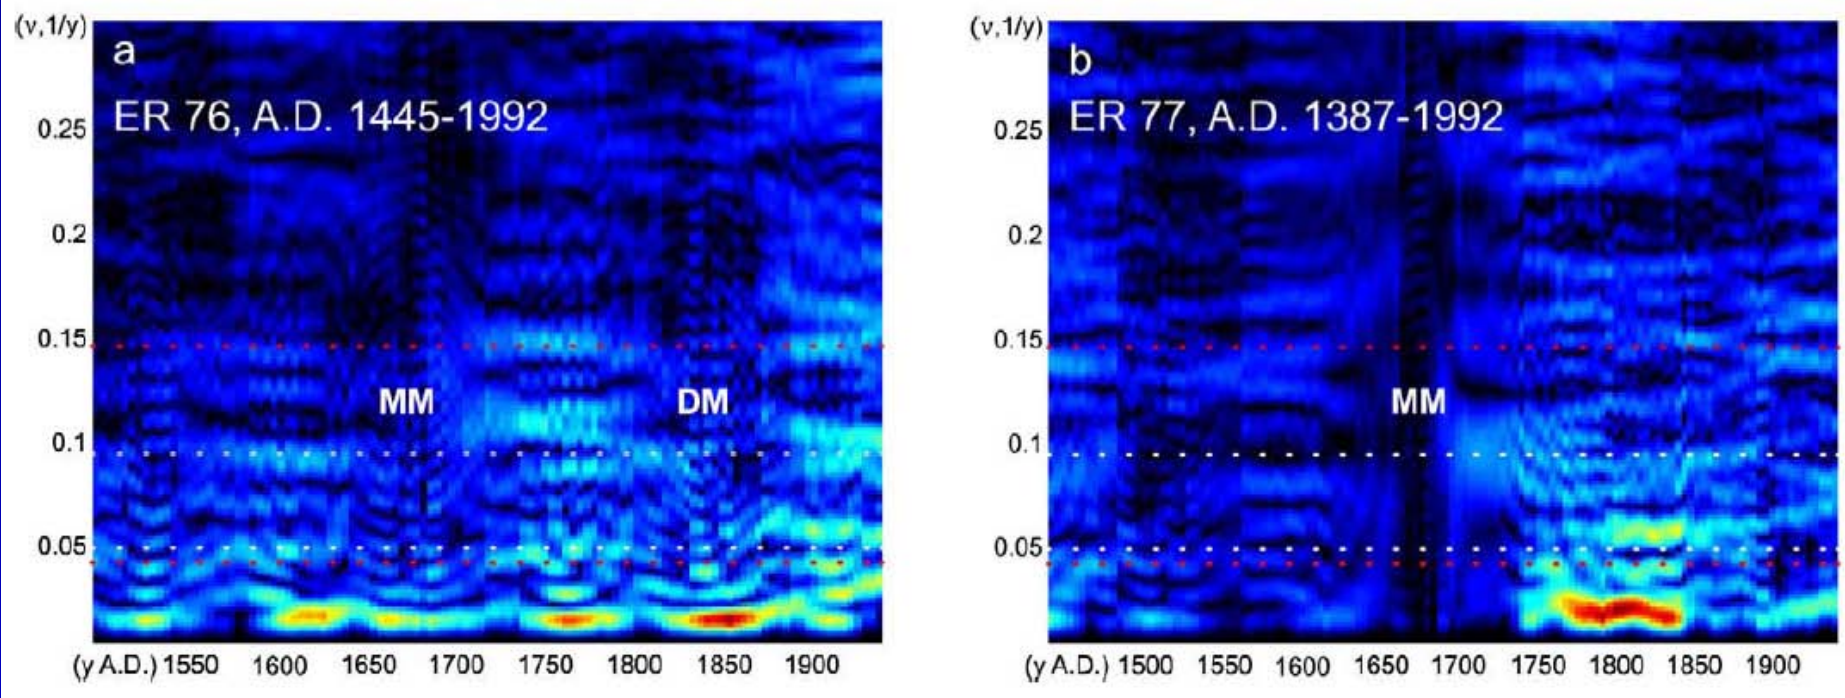 (ν,1/y)
a
ER 76, A.D. 1445-1992
0.25
0.2
0.15
MM
DM
0.1
0.05
(y A.D.) 1550 1600 1650 1700 1750 1800 1850 1900
(ν,1/y)
b
ER 77, A.D. 1387-1992
0.25
0.2
0.15
MM
0.1
0.05
(y A.D.) 1500 1550 1600 1650 1700 1750 1800 1850 1900